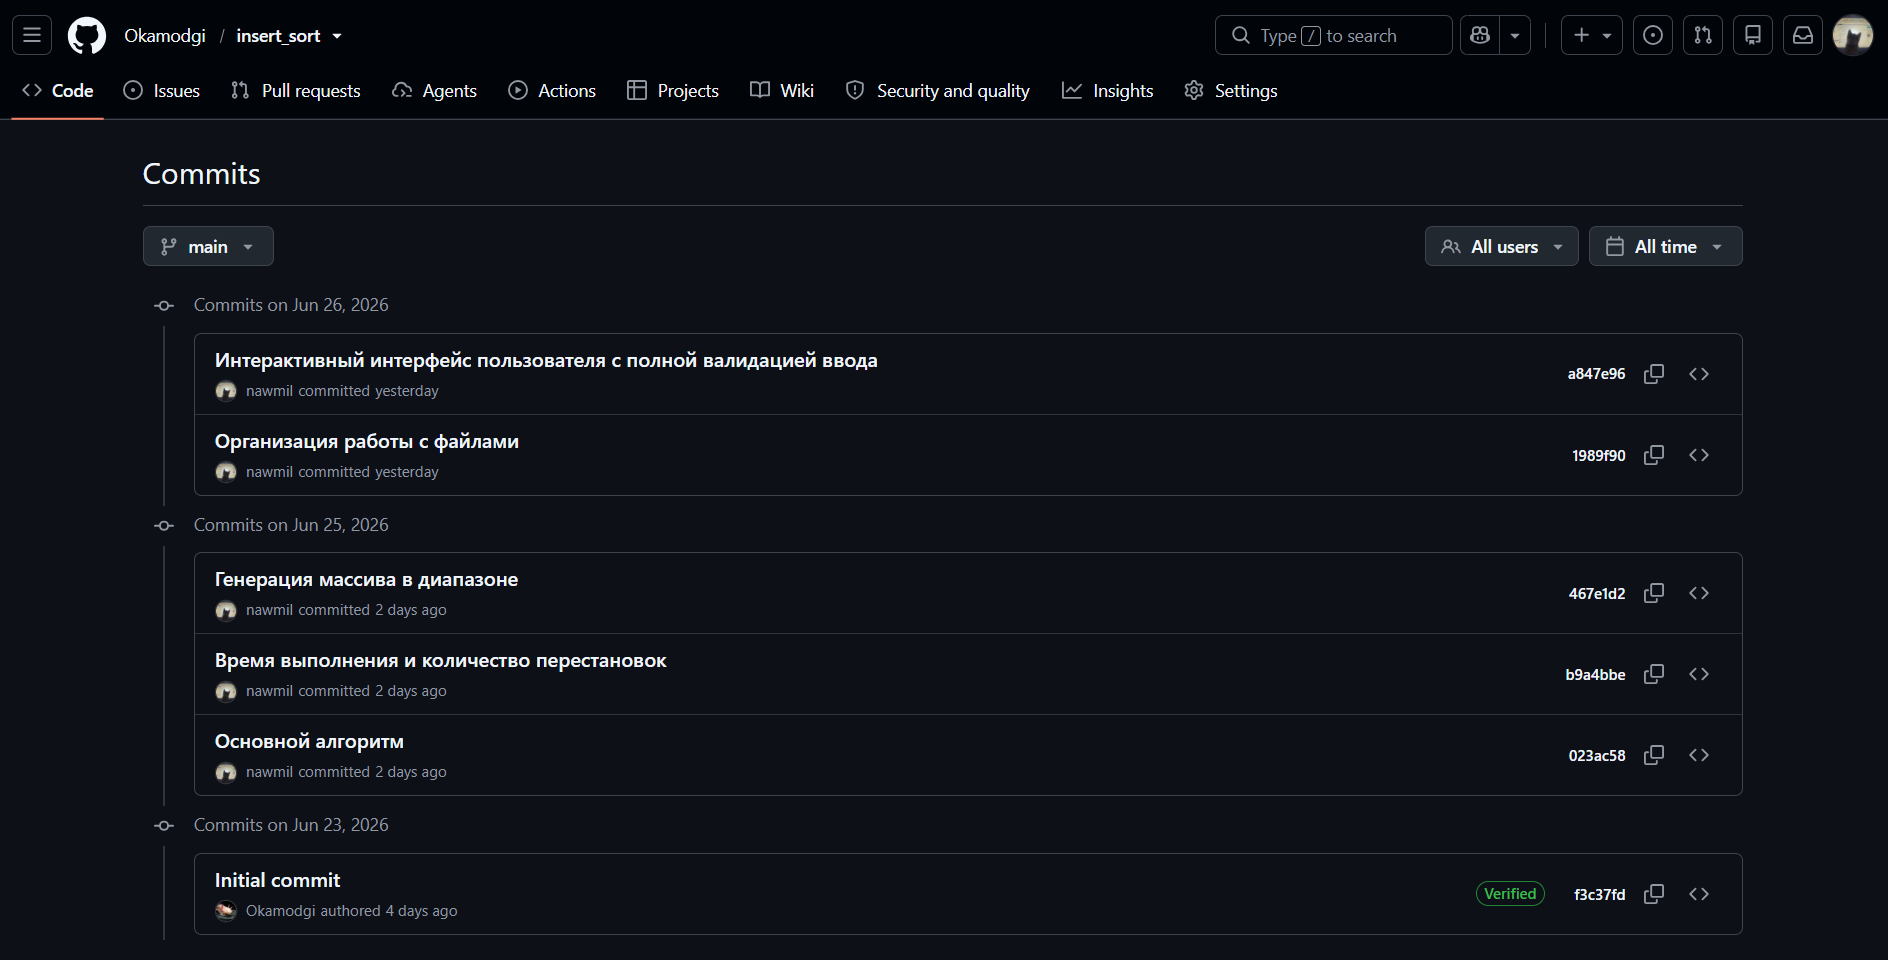 Okamodgi / insert_sort
Type / to search
Code Issues Pull requests Agents Actions Projects Wiki Security and quality Insights Settings
Commits
main All users All time
Commits on Jun 26, 2026
Интерактивный интерфейс пользователя с полной валидацией ввода
nawmil committed yesterday
a847e96
Организация работы с файлами
nawmil committed yesterday
1989f90
Commits on Jun 25, 2026
Генерация массива в диапазоне
nawmil committed 2 days ago
467e1d2
Время выполнения и количество перестановок
nawmil committed 2 days ago
b9a4bbe
Основной алгоритм
nawmil committed 2 days ago
023ac58
Commits on Jun 23, 2026
Initial commit
Okamodgi authored 4 days ago
Verified f3c37fd